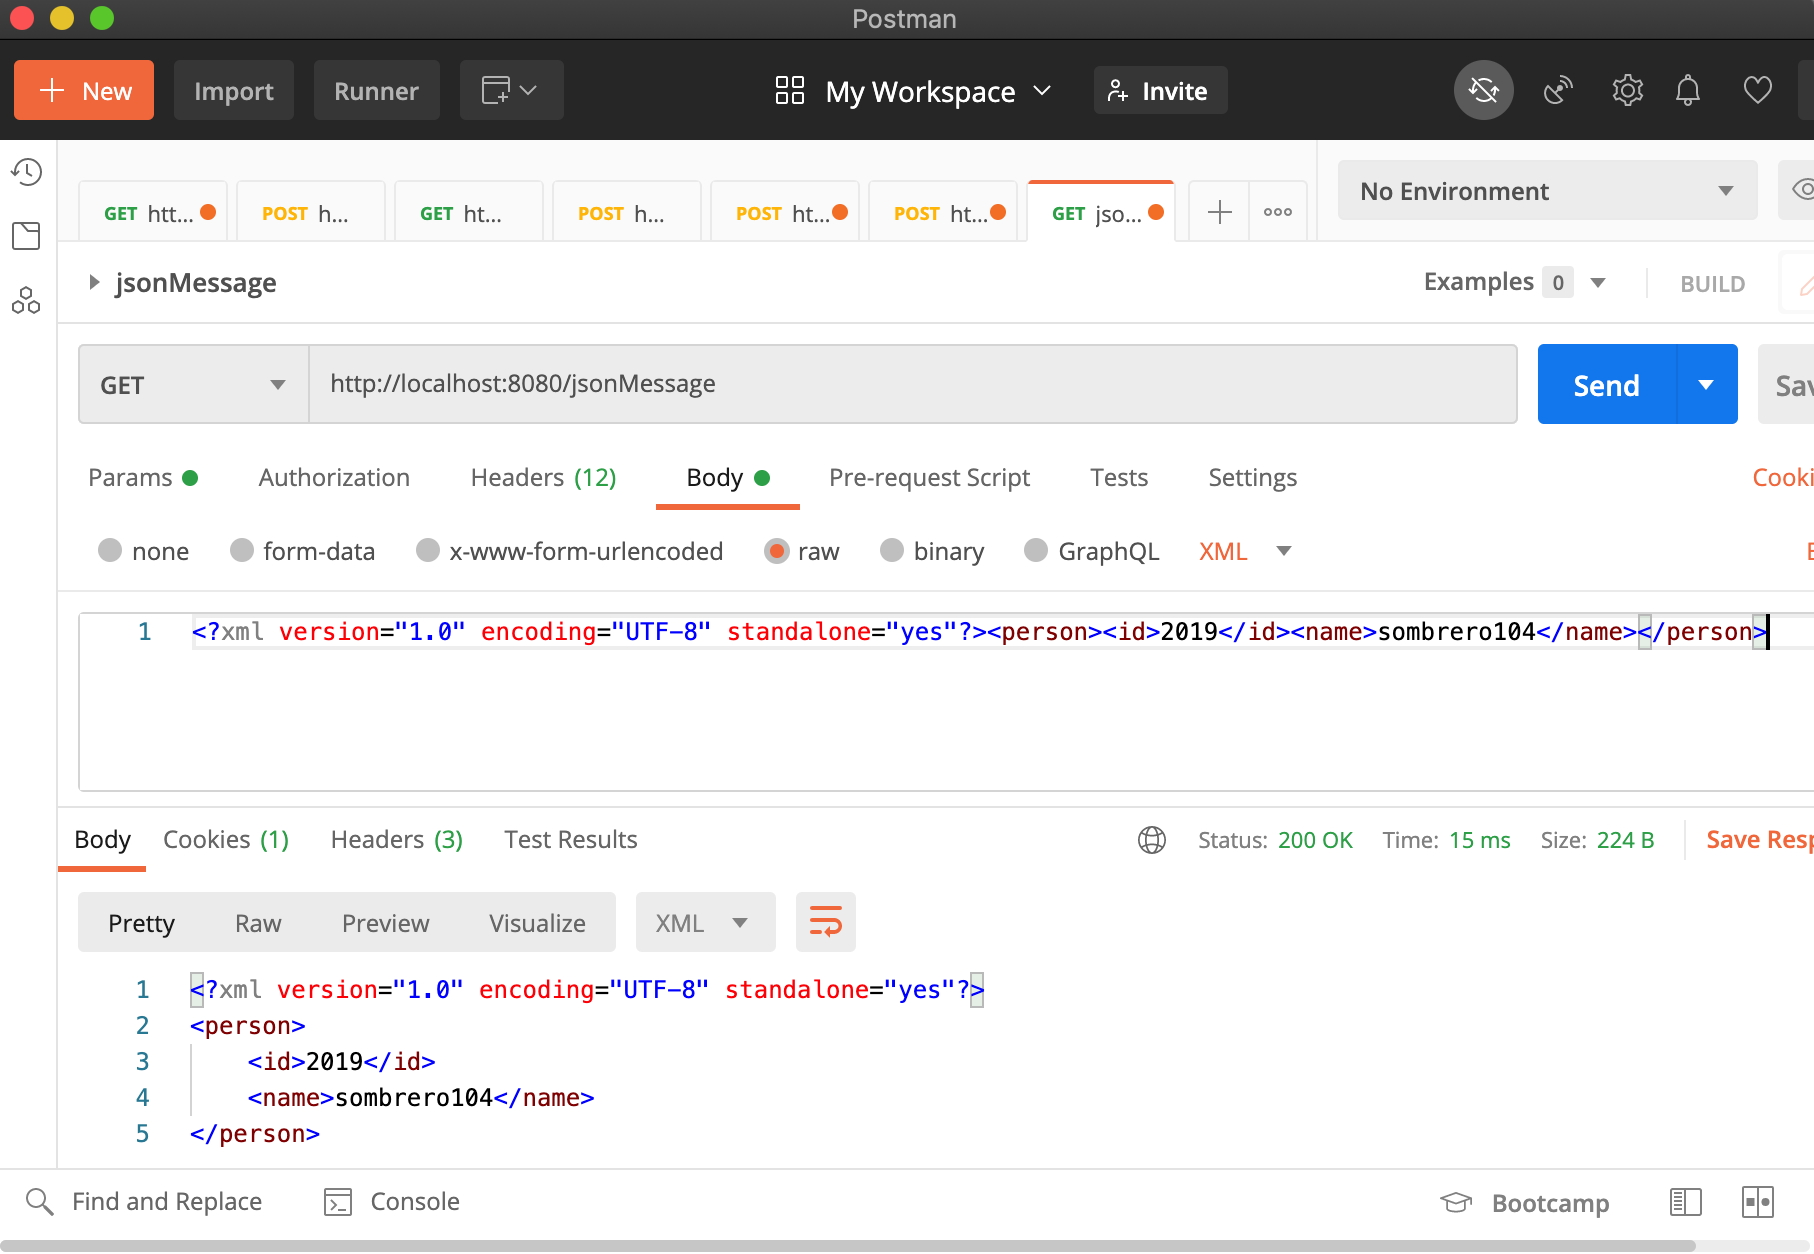 Postman
New Import Runner My Workspace Invite
GET htt... POST h... GET ht... POST h... POST ht... POST ht... GET jso... No Environment
jsonMessage Examples 0 BUILD
GET http://localhost:8080/jsonMessage Send Sav
Params Authorization Headers (12) Body Pre-request Script Tests Settings Cooki
none form-data x-www-form-urlencoded raw binary GraphQL XML
1 <?xml version="1.0" encoding="UTF-8" standalone="yes"?><person><id>2019</id><name>sombrero104</name></person>
Body Cookies (1) Headers (3) Test Results Status: 200 OK Time: 15 ms Size: 224 B Save Resp
Pretty Raw Preview Visualize XML
1 <?xml version="1.0" encoding="UTF-8" standalone="yes"?>
2 <person>
3 <id>2019</id>
4 <name>sombrero104</name>
5 </person>
Find and Replace Console Bootcamp